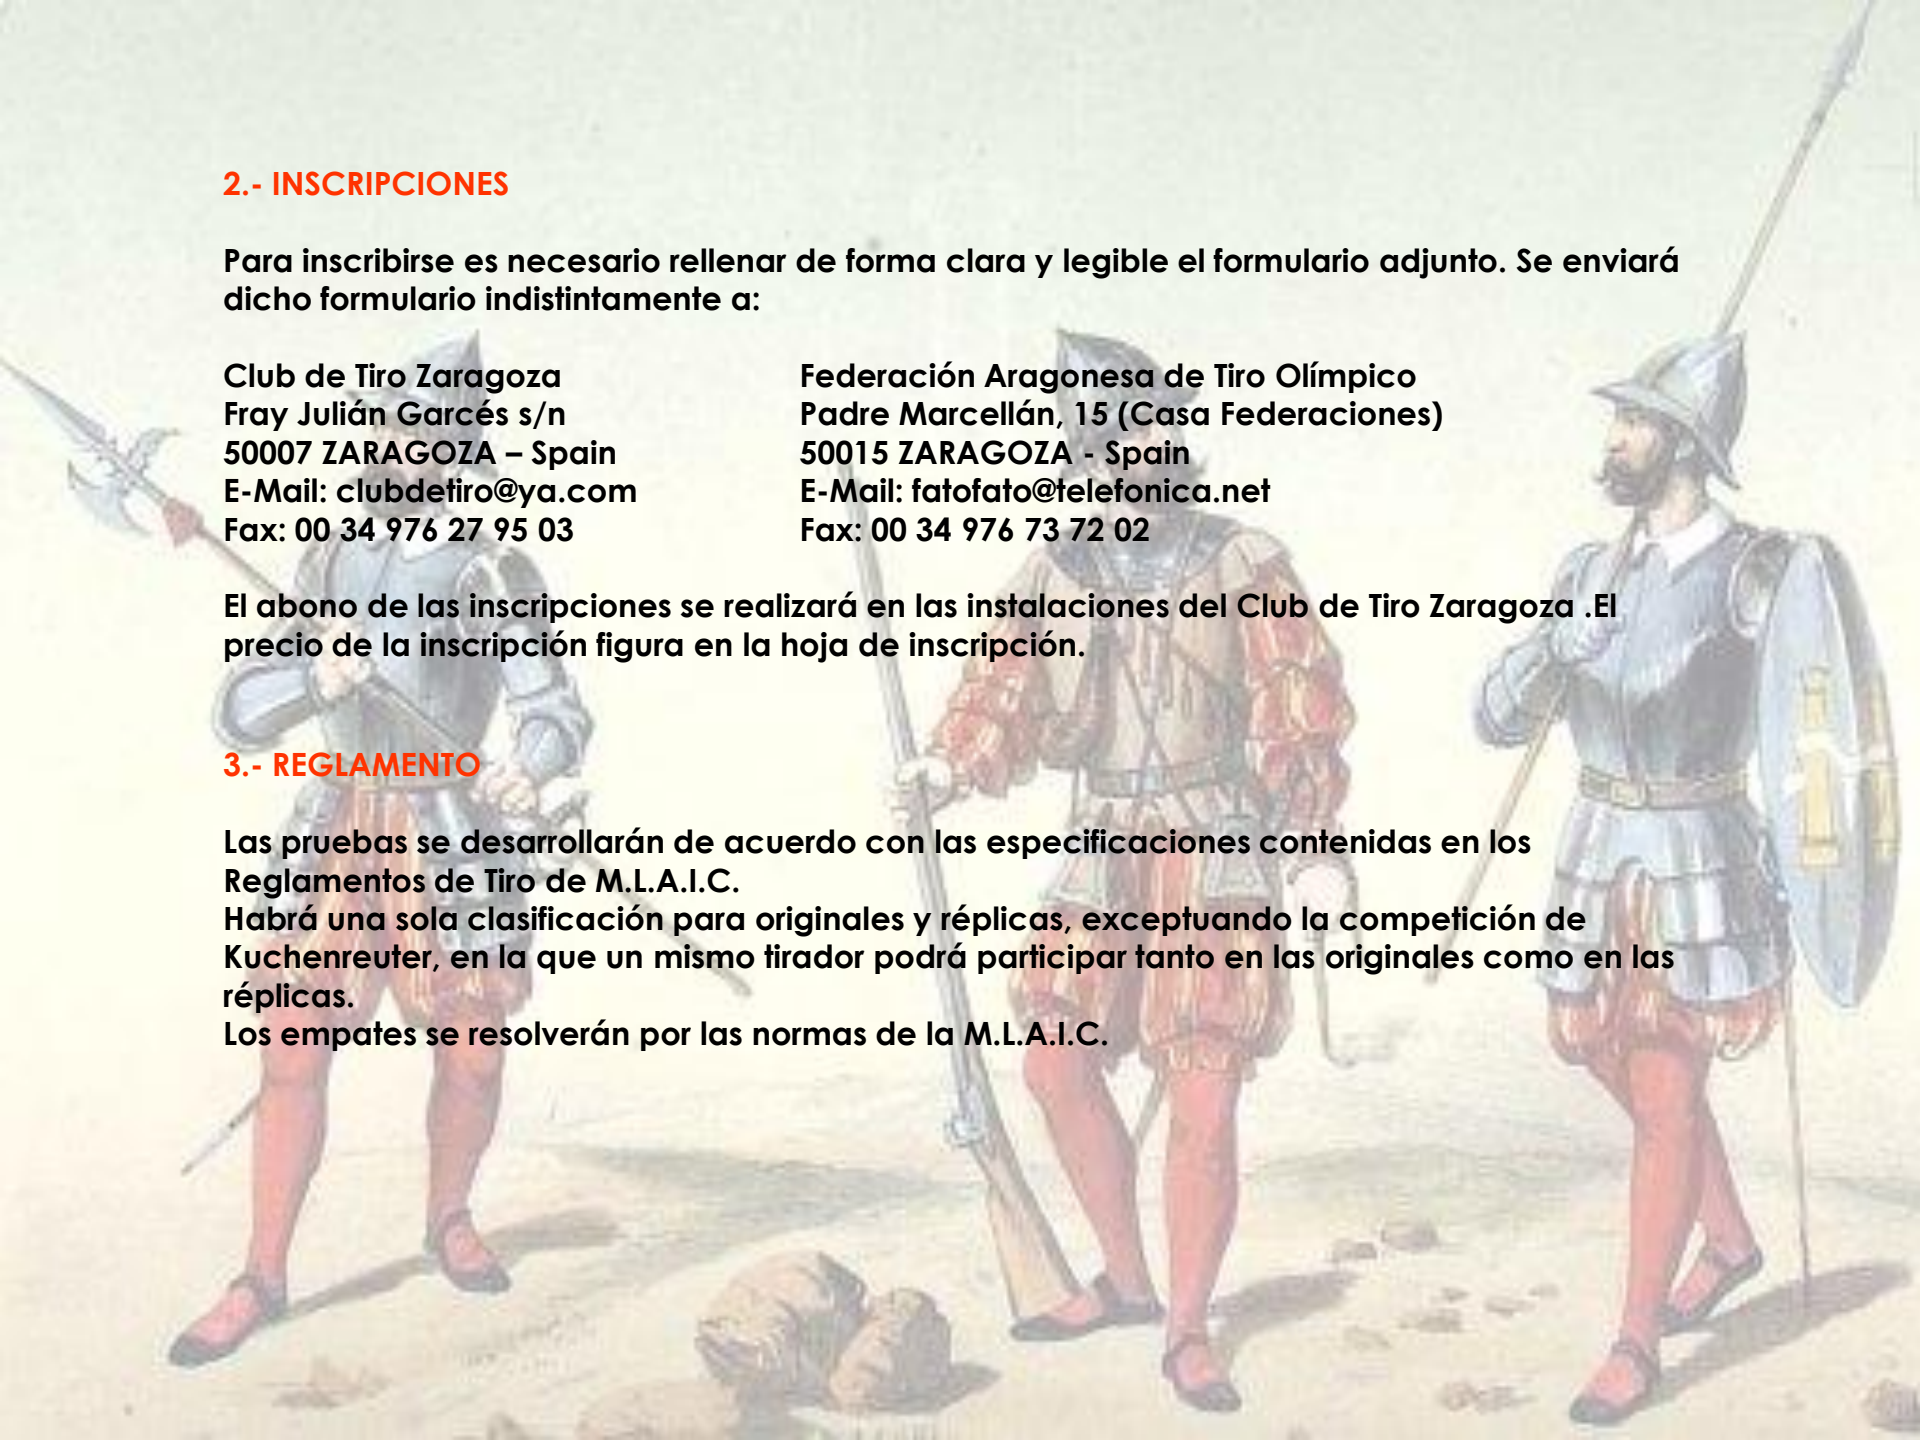 2.- INSCRIPCIONES
Para inscribirse es necesario rellenar de forma clara y legible el formulario adjunto. Se enviará
dicho formulario indistintamente a:
Club de Tiro Zaragoza
Fray Julián Garcés s/n
50007 ZARAGOZA – Spain
E-Mail: clubdetiro@ya.com
Fax: 00 34 976 27 95 03
Federación Aragonesa de Tiro Olímpico
Padre Marcellán, 15 (Casa Federaciones)
50015 ZARAGOZA - Spain
E-Mail: fatofato@telefonica.net
Fax: 00 34 976 73 72 02
El abono de las inscripciones se realizará en las instalaciones del Club de Tiro Zaragoza .El
precio de la inscripción figura en la hoja de inscripción.
3.- REGLAMENTO
Las pruebas se desarrollarán de acuerdo con las especificaciones contenidas en los
Reglamentos de Tiro de M.L.A.I.C.
Habrá una sola clasificación para originales y réplicas, exceptuando la competición de
Kuchenreuter, en la que un mismo tirador podrá participar tanto en las originales como en las
réplicas.
Los empates se resolverán por las normas de la M.L.A.I.C.